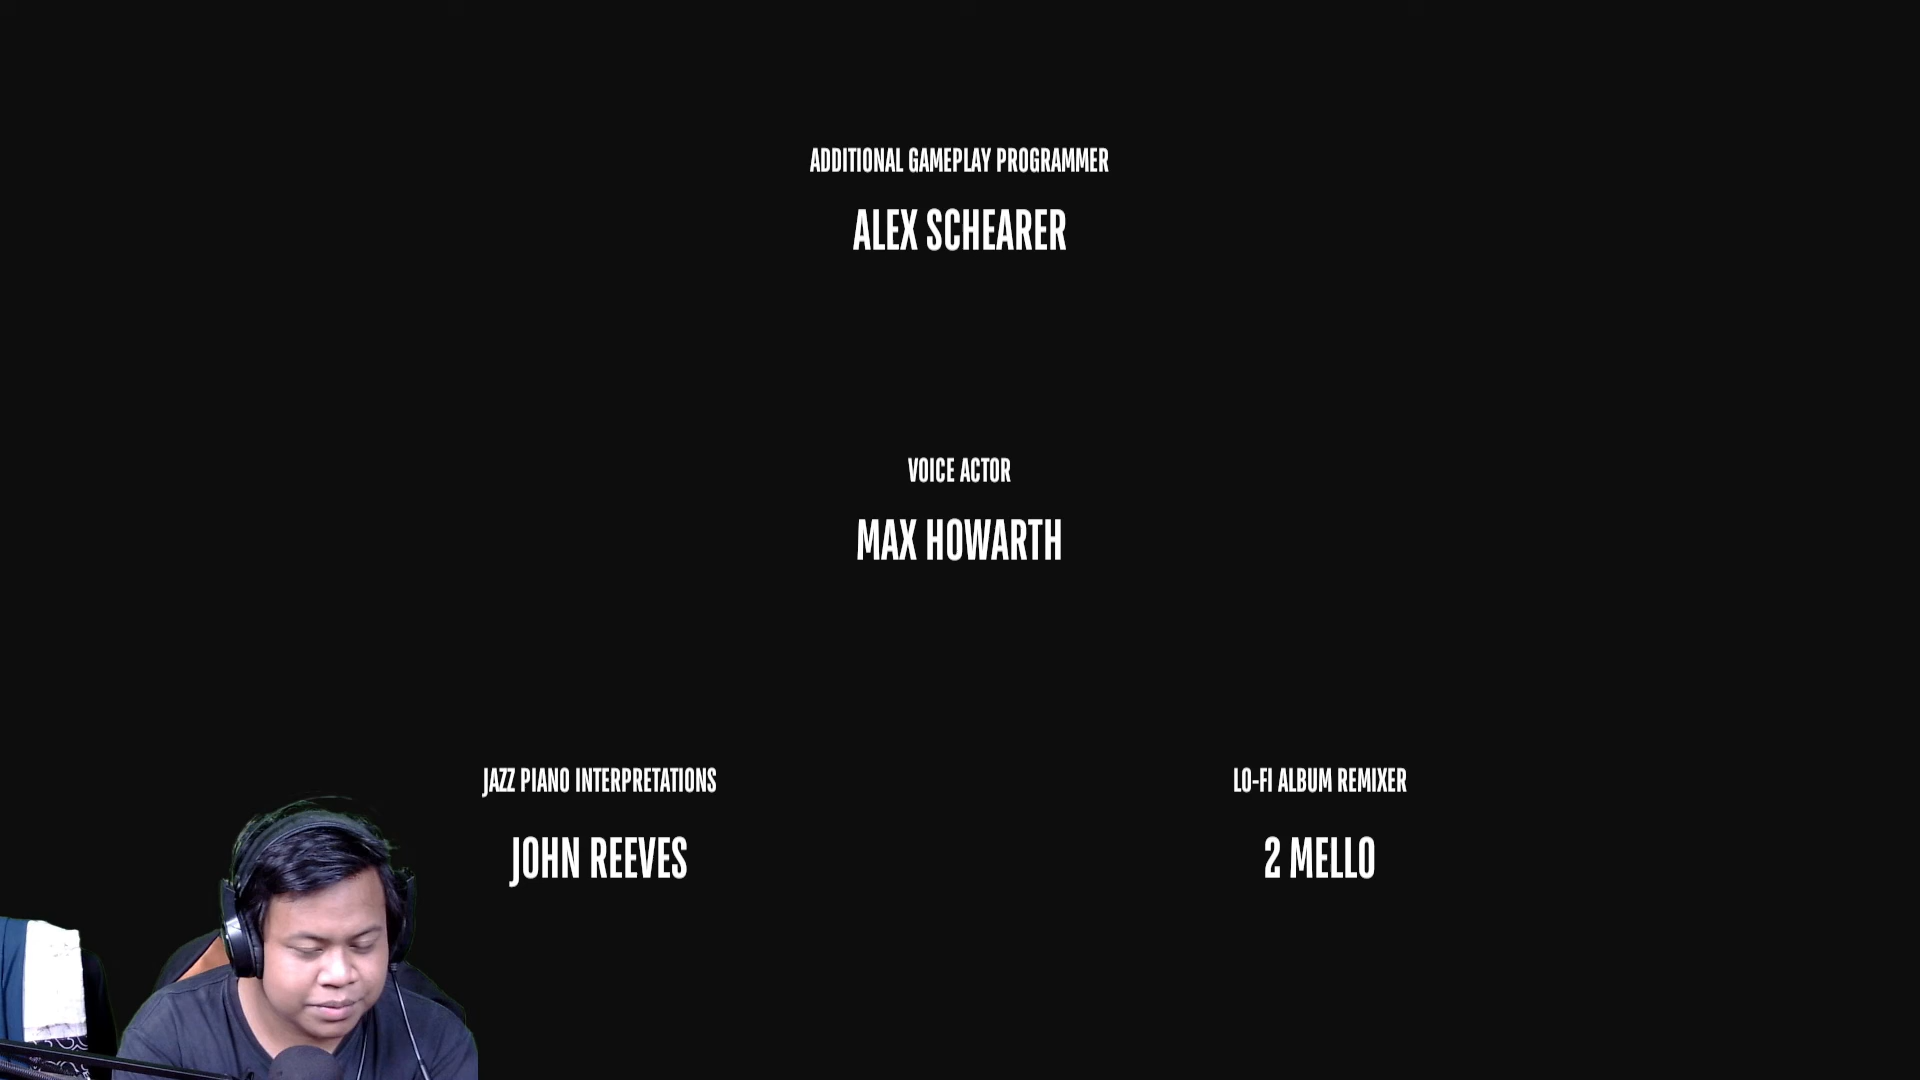 ADDITIONAL GAMEPLAY PROGRAMMER
ALEX SCHEARER
VOICE ACTOR
MAX HOWARTH
JAZZ PIANO INTERPRETATIONS
JOHN REEVES
LO-FI ALBUM REMIXER
2 MELLO